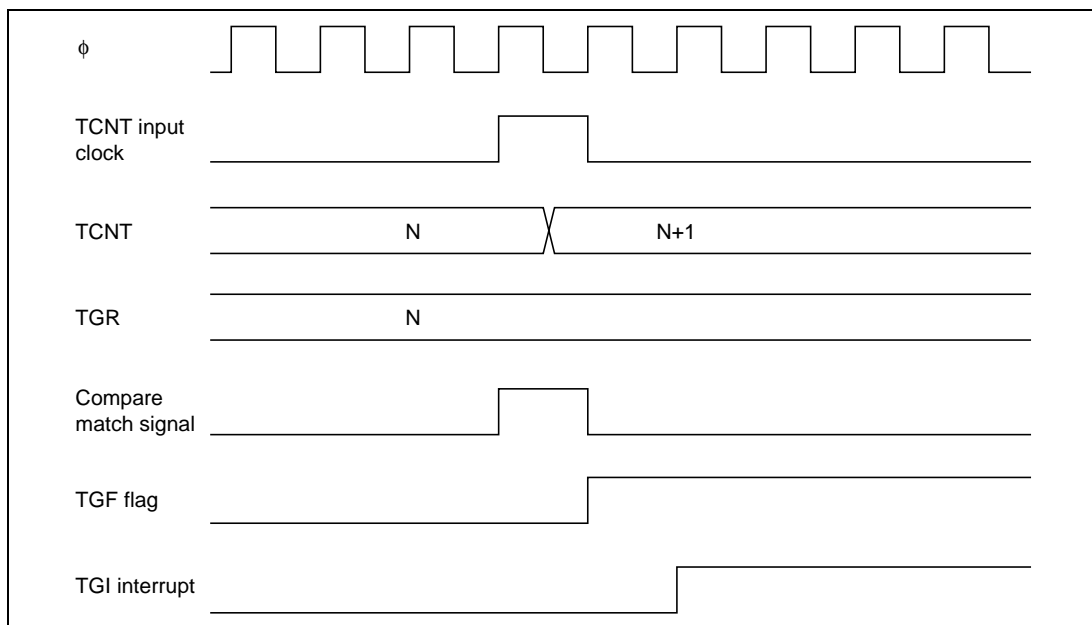 ϕ
TCNT input
clock
TCNT
N
N+1
TGR
N
Compare
match signal
TGF flag
TGI interrupt